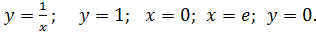 y = 1/x; y = 1; x = 0; x = e; y = 0.